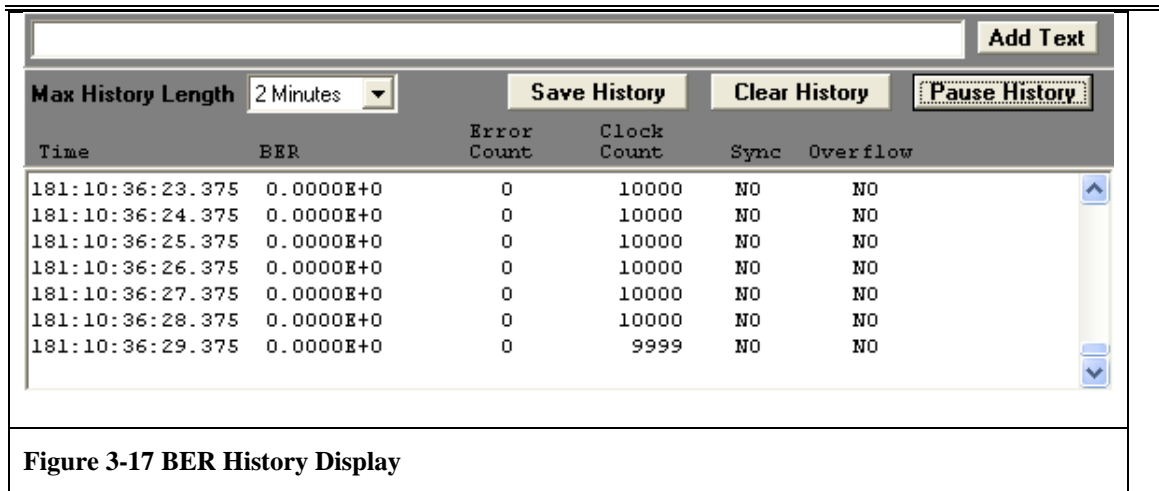 Add Text
Max History Length 2 Minutes Save History Clear History Pause History
Error Clock
Time BER Count Count Sync Overflow
181:10:36:23.375 0.0000E+0 0 10000 NO NO
181:10:36:24.375 0.0000E+0 0 10000 NO NO
181:10:36:25.375 0.0000E+0 0 10000 NO NO
181:10:36:26.375 0.0000E+0 0 10000 NO NO
181:10:36:27.375 0.0000E+0 0 10000 NO NO
181:10:36:28.375 0.0000E+0 0 10000 NO NO
181:10:36:29.375 0.0000E+0 0 9999 NO NO
Figure 3-17 BER History Display